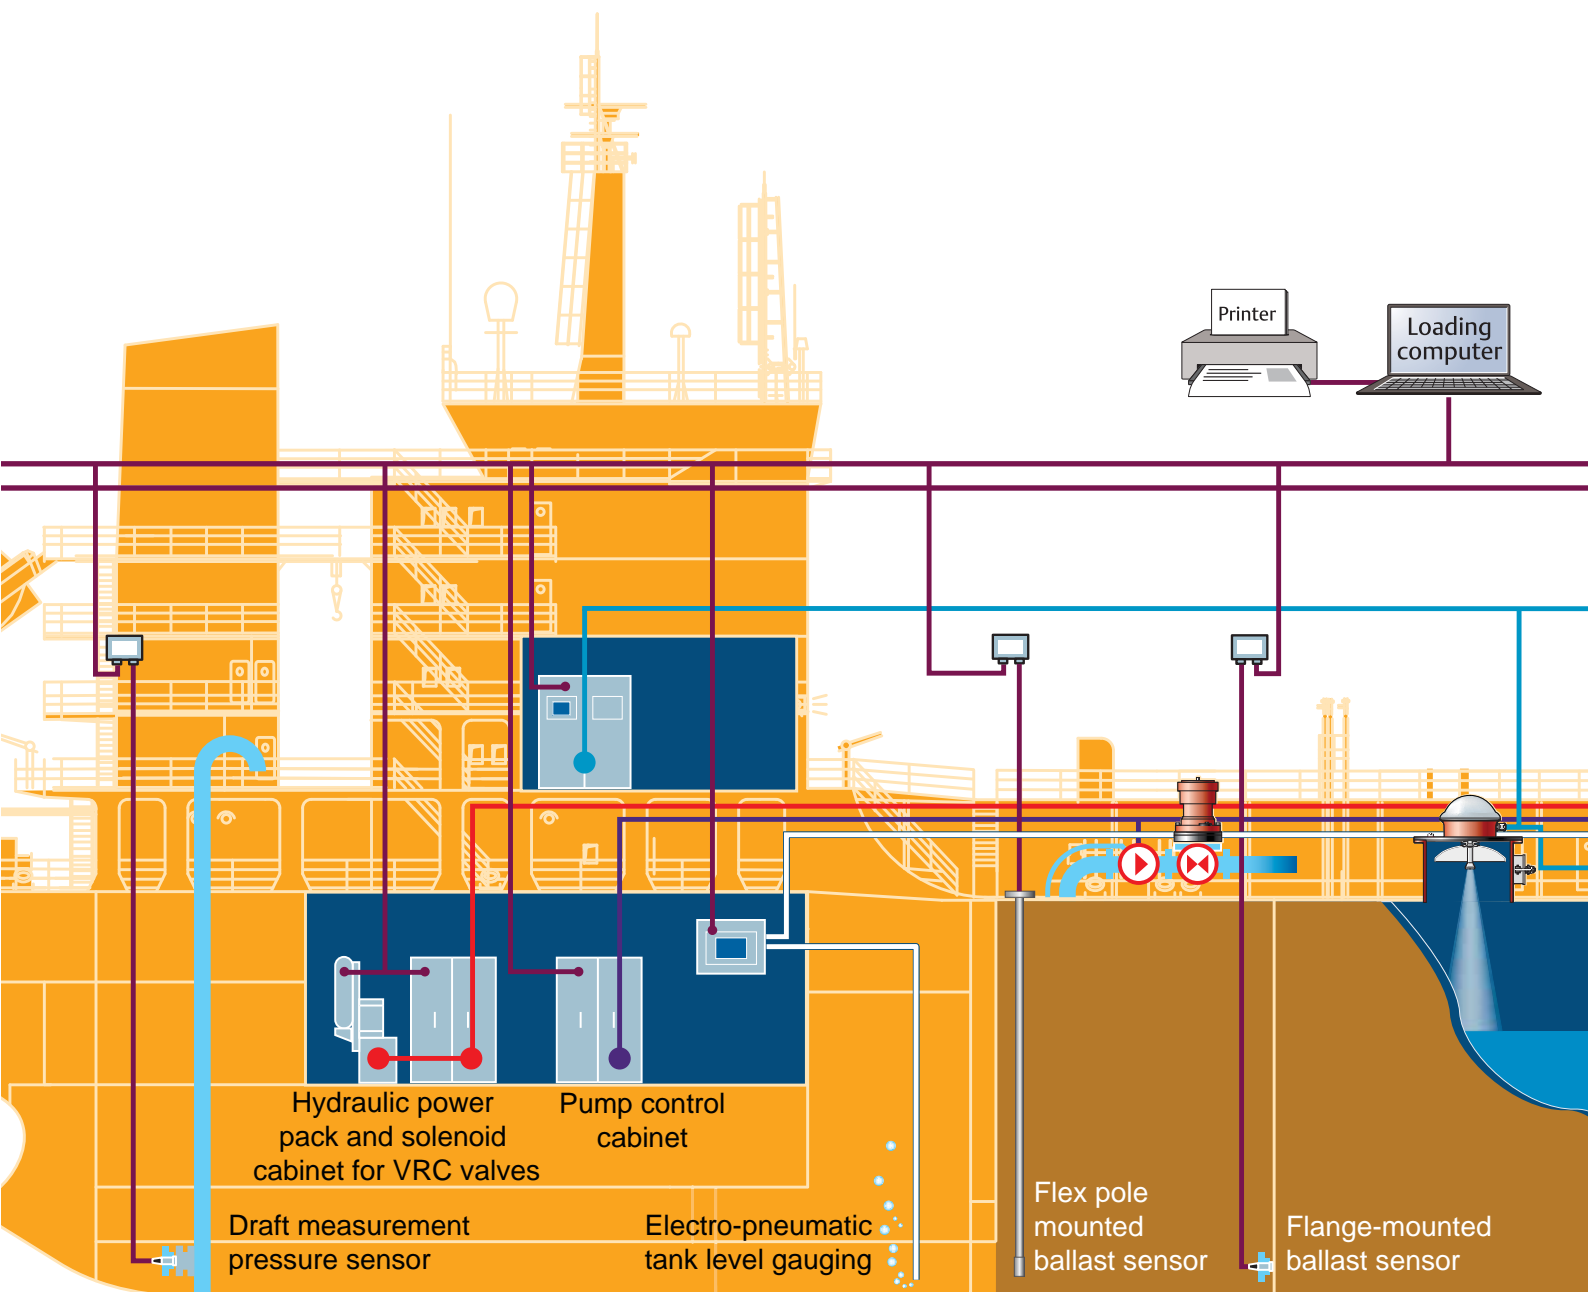 Printer
Loading
computer
Hydraulic power
pack and solenoid
cabinet for VRC valves
Pump control
cabinet
Draft measurement
pressure sensor
Electro-pneumatic
tank level gauging
Flex pole
mounted
ballast sensor
Flange-mounted
ballast sensor